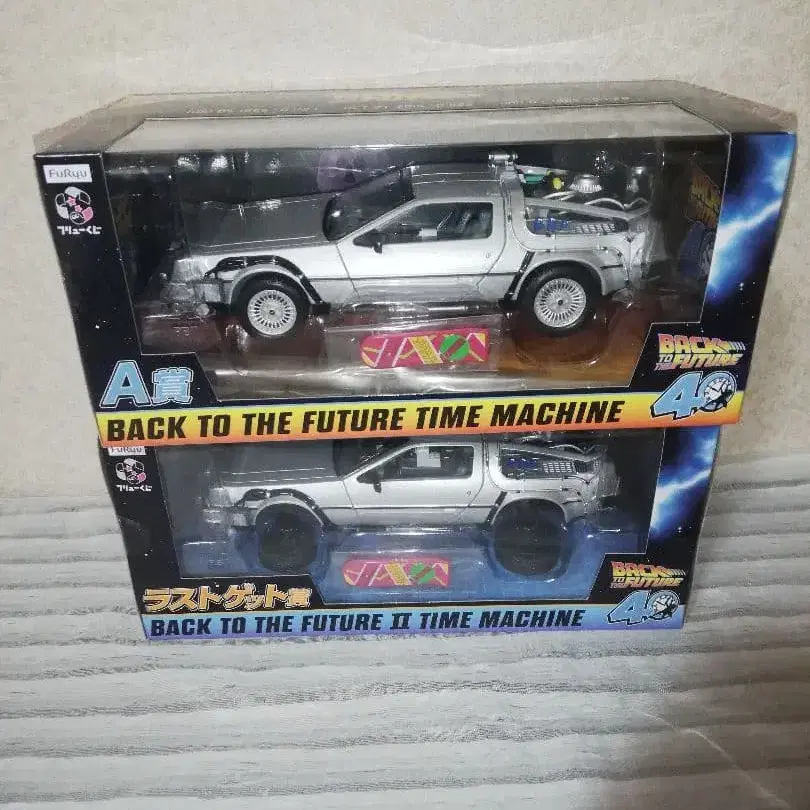 FuRyu
フリューくじ
A賞
BACK TO THE FUTURE
40
BACK TO THE FUTURE TIME MACHINE
FuRyu
フリューくじ
ラストゲット賞
BACK TO THE FUTURE
40
BACK TO THE FUTURE II TIME MACHINE